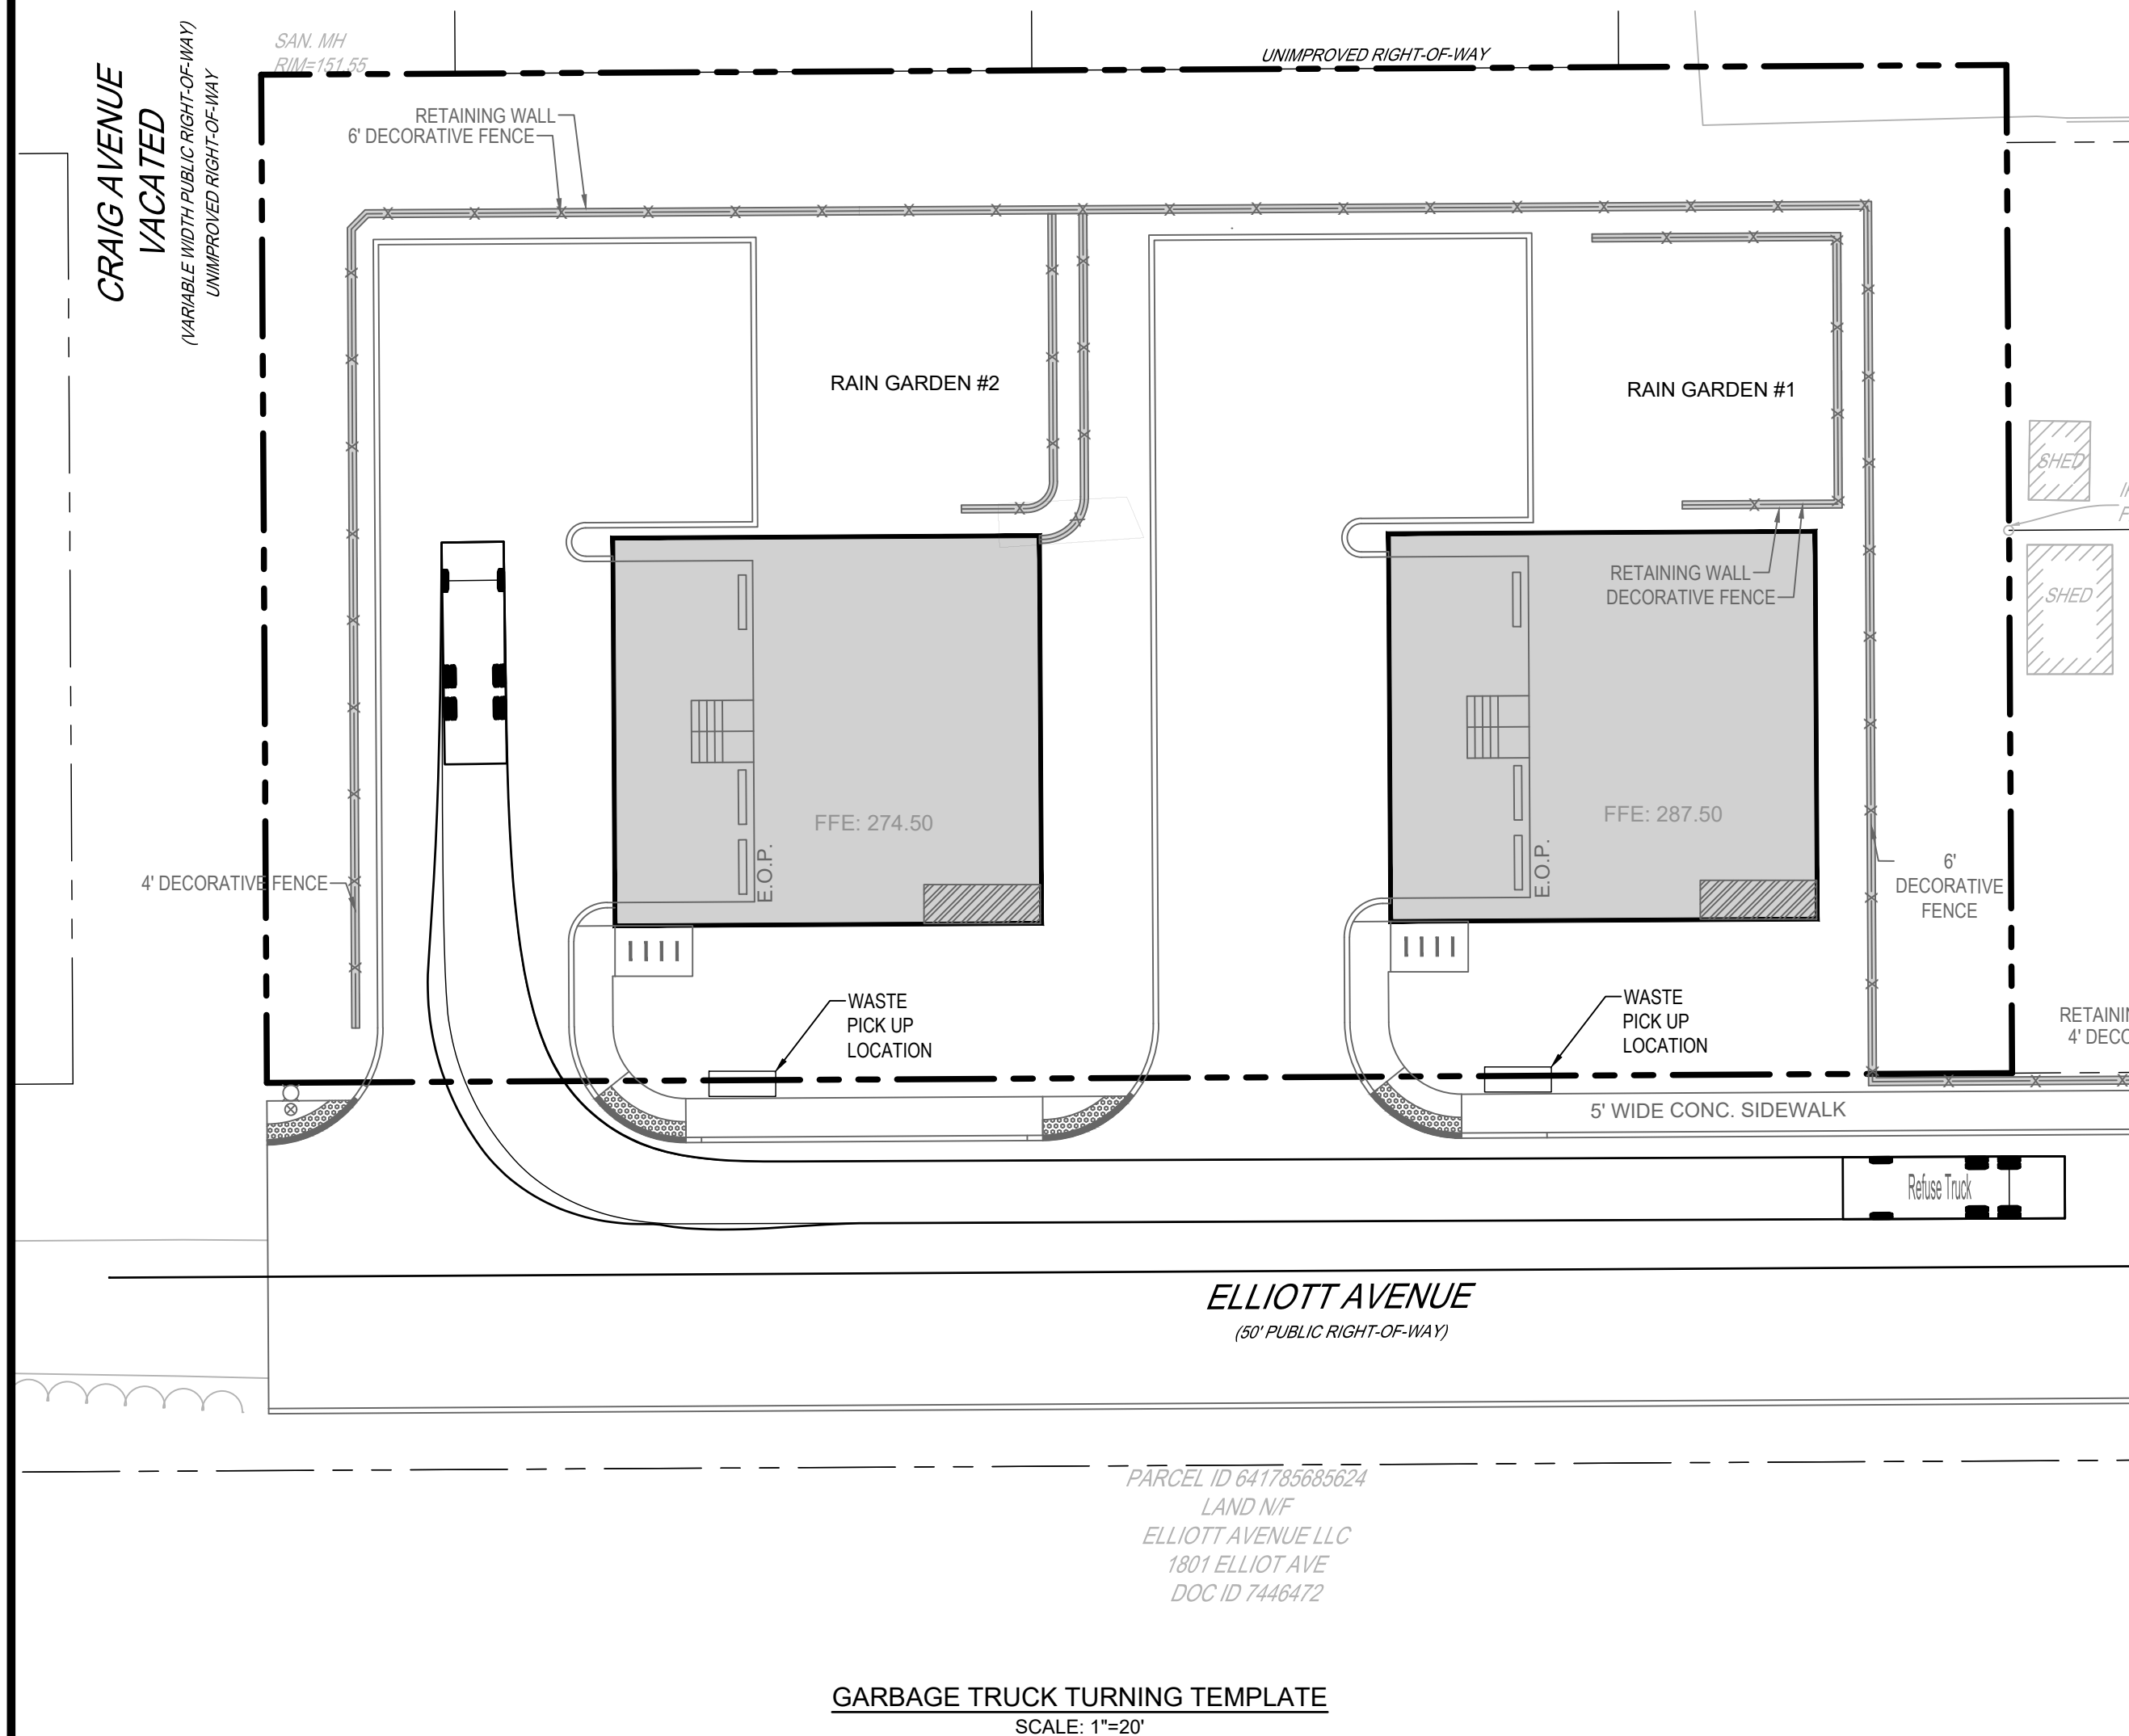 SAN. MH
RIM=151.55
CRAIG AVENUE
VACATED
(VARIABLE WIDTH PUBLIC RIGHT-OF-WAY)
UNIMPROVED RIGHT-OF-WAY
UNIMPROVED RIGHT-OF-WAY
RETAINING WALL
6' DECORATIVE FENCE
RAIN GARDEN #2
RAIN GARDEN #1
SHED
SHED
RETAINING WALL
DECORATIVE FENCE
FFE: 274.50
E.O.P.
FFE: 287.50
E.O.P.
4' DECORATIVE FENCE
6'
DECORATIVE
FENCE
WASTE
PICK UP
LOCATION
WASTE
PICK UP
LOCATION
4' DECO
5' WIDE CONC. SIDEWALK
Refuse Truck
ELLIOTT AVENUE
(50' PUBLIC RIGHT-OF-WAY)
PARCEL ID 641785685624
LAND N/F
ELLIOTT AVENUE LLC
1801 ELLIOT AVE
DOC ID 7446472
GARBAGE TRUCK TURNING TEMPLATE
SCALE: 1"=20'